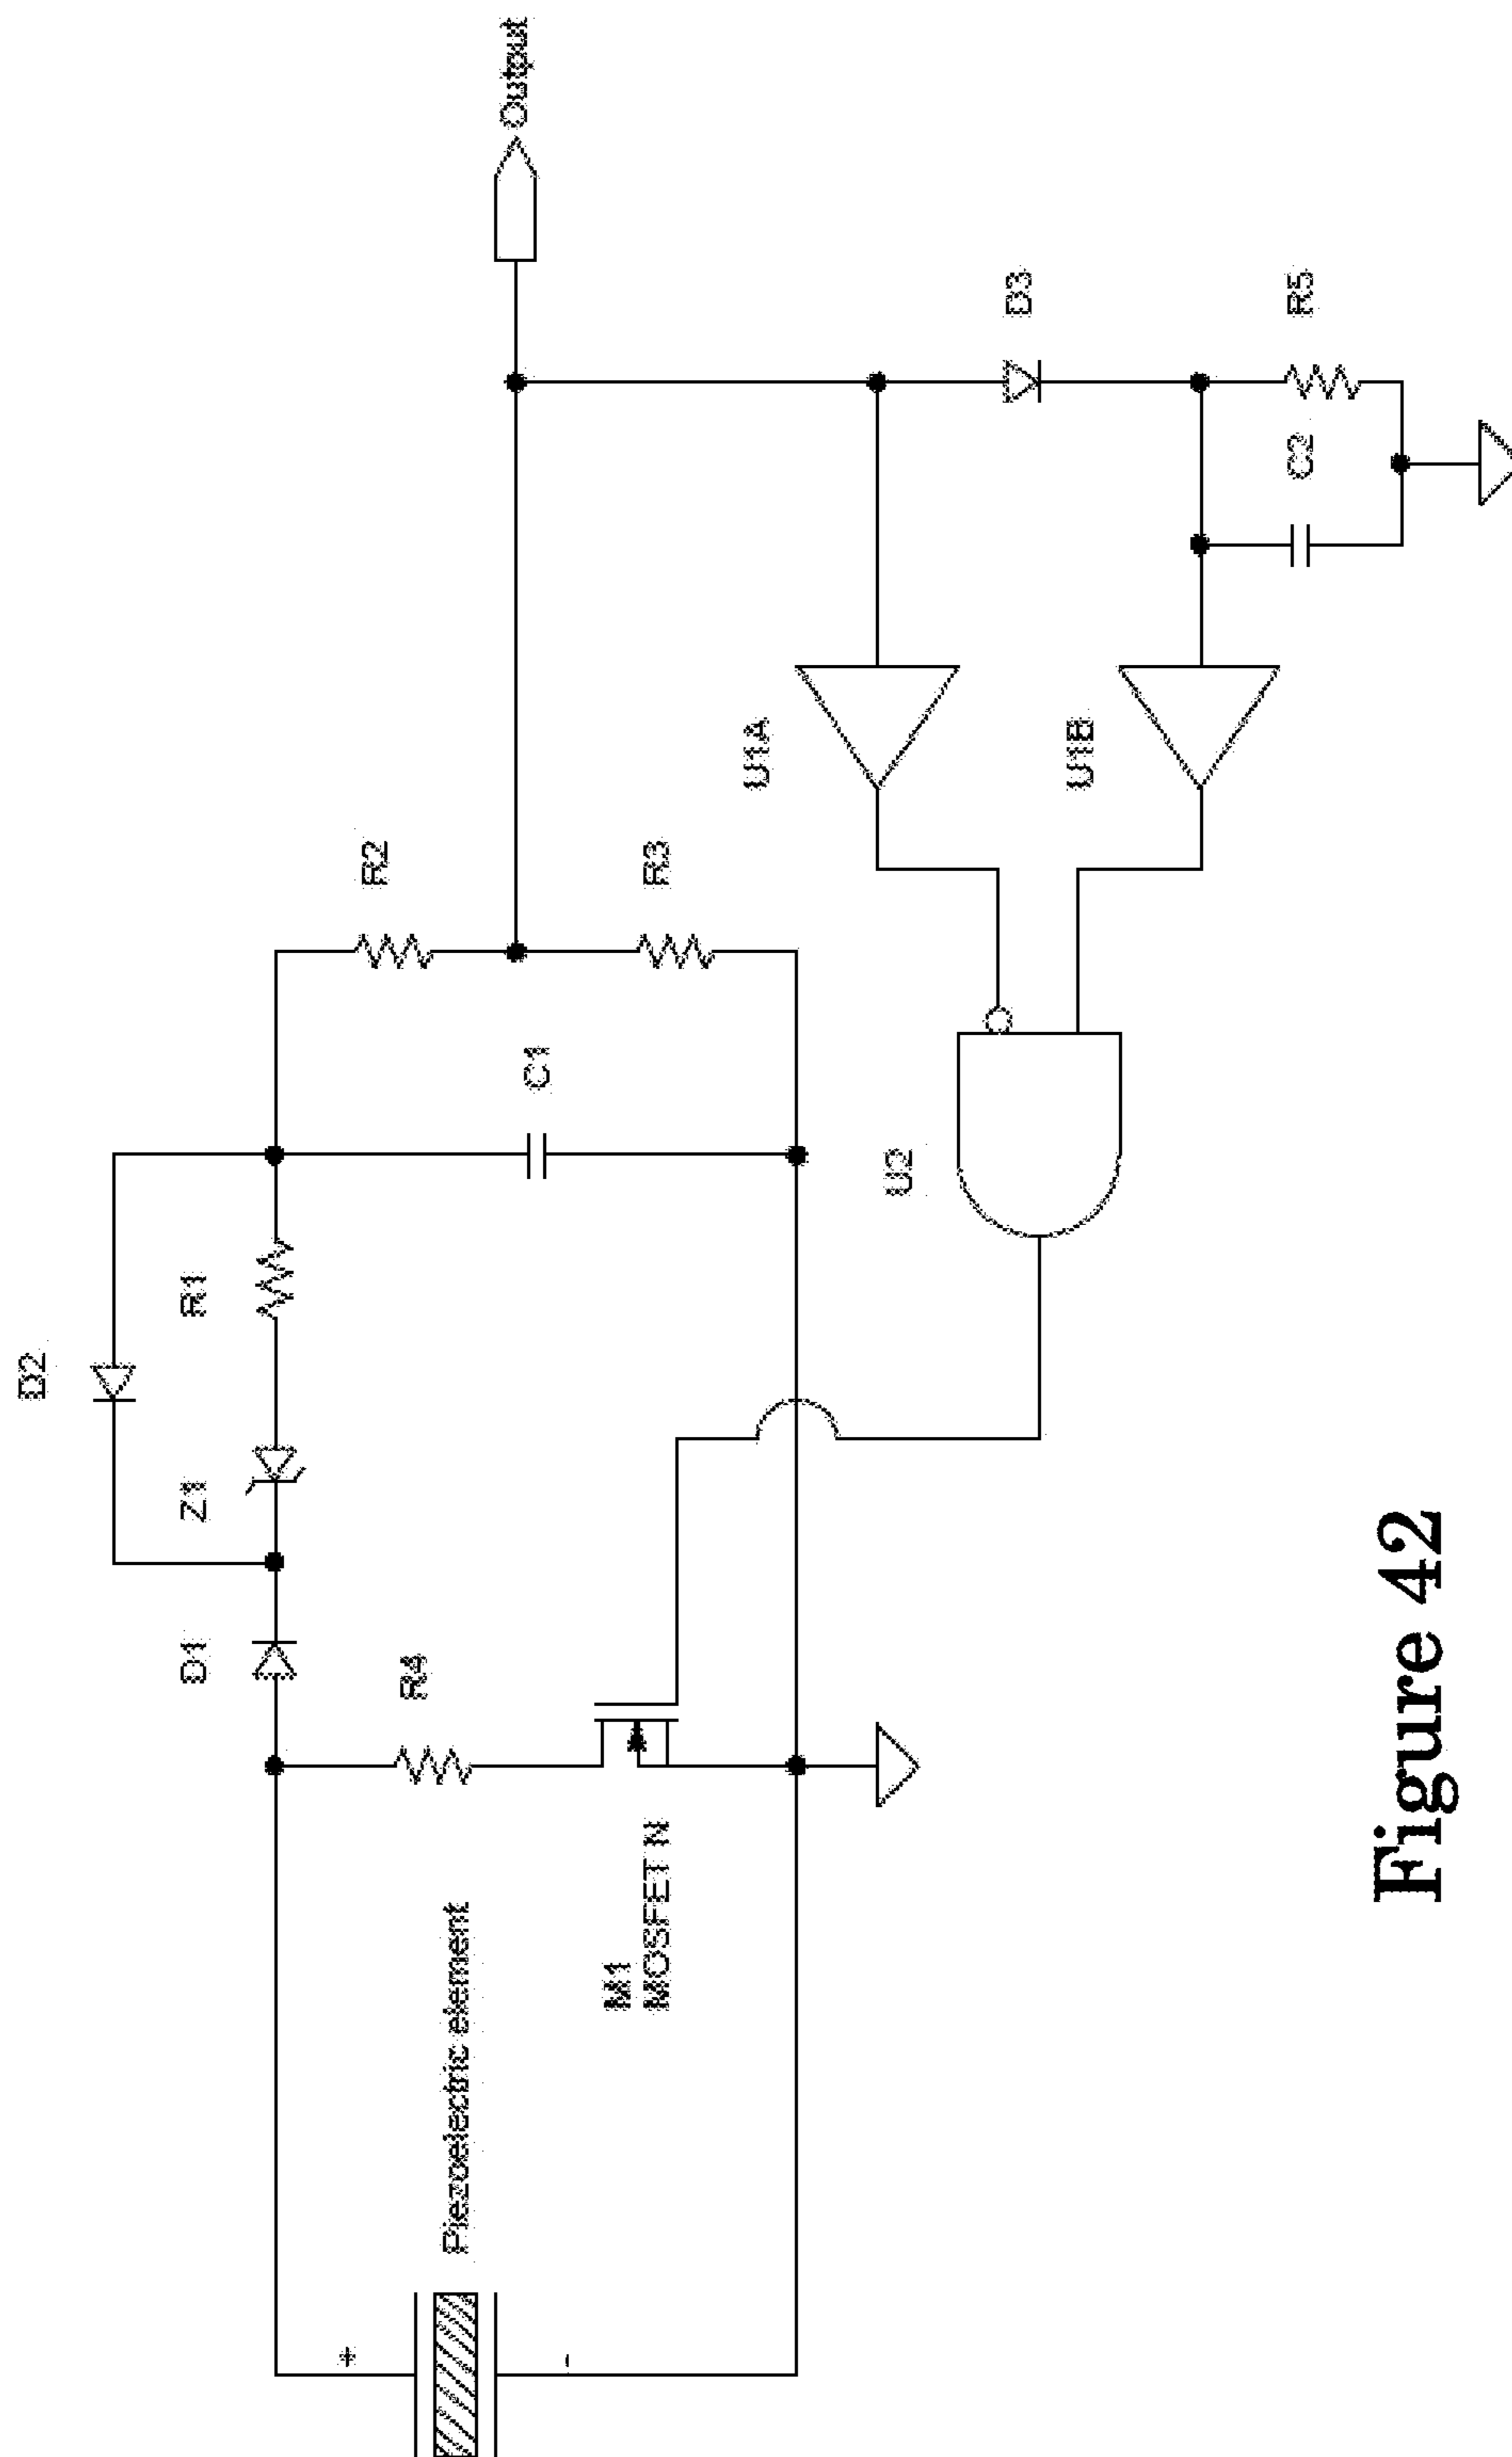 D2
D1
Z1
R1
R2
Output
+
Piezoelectric element
R4
C1
-
M1
MOSFET N
R3
U1A
D3
U2
U1B
C2
R5
Figure 42